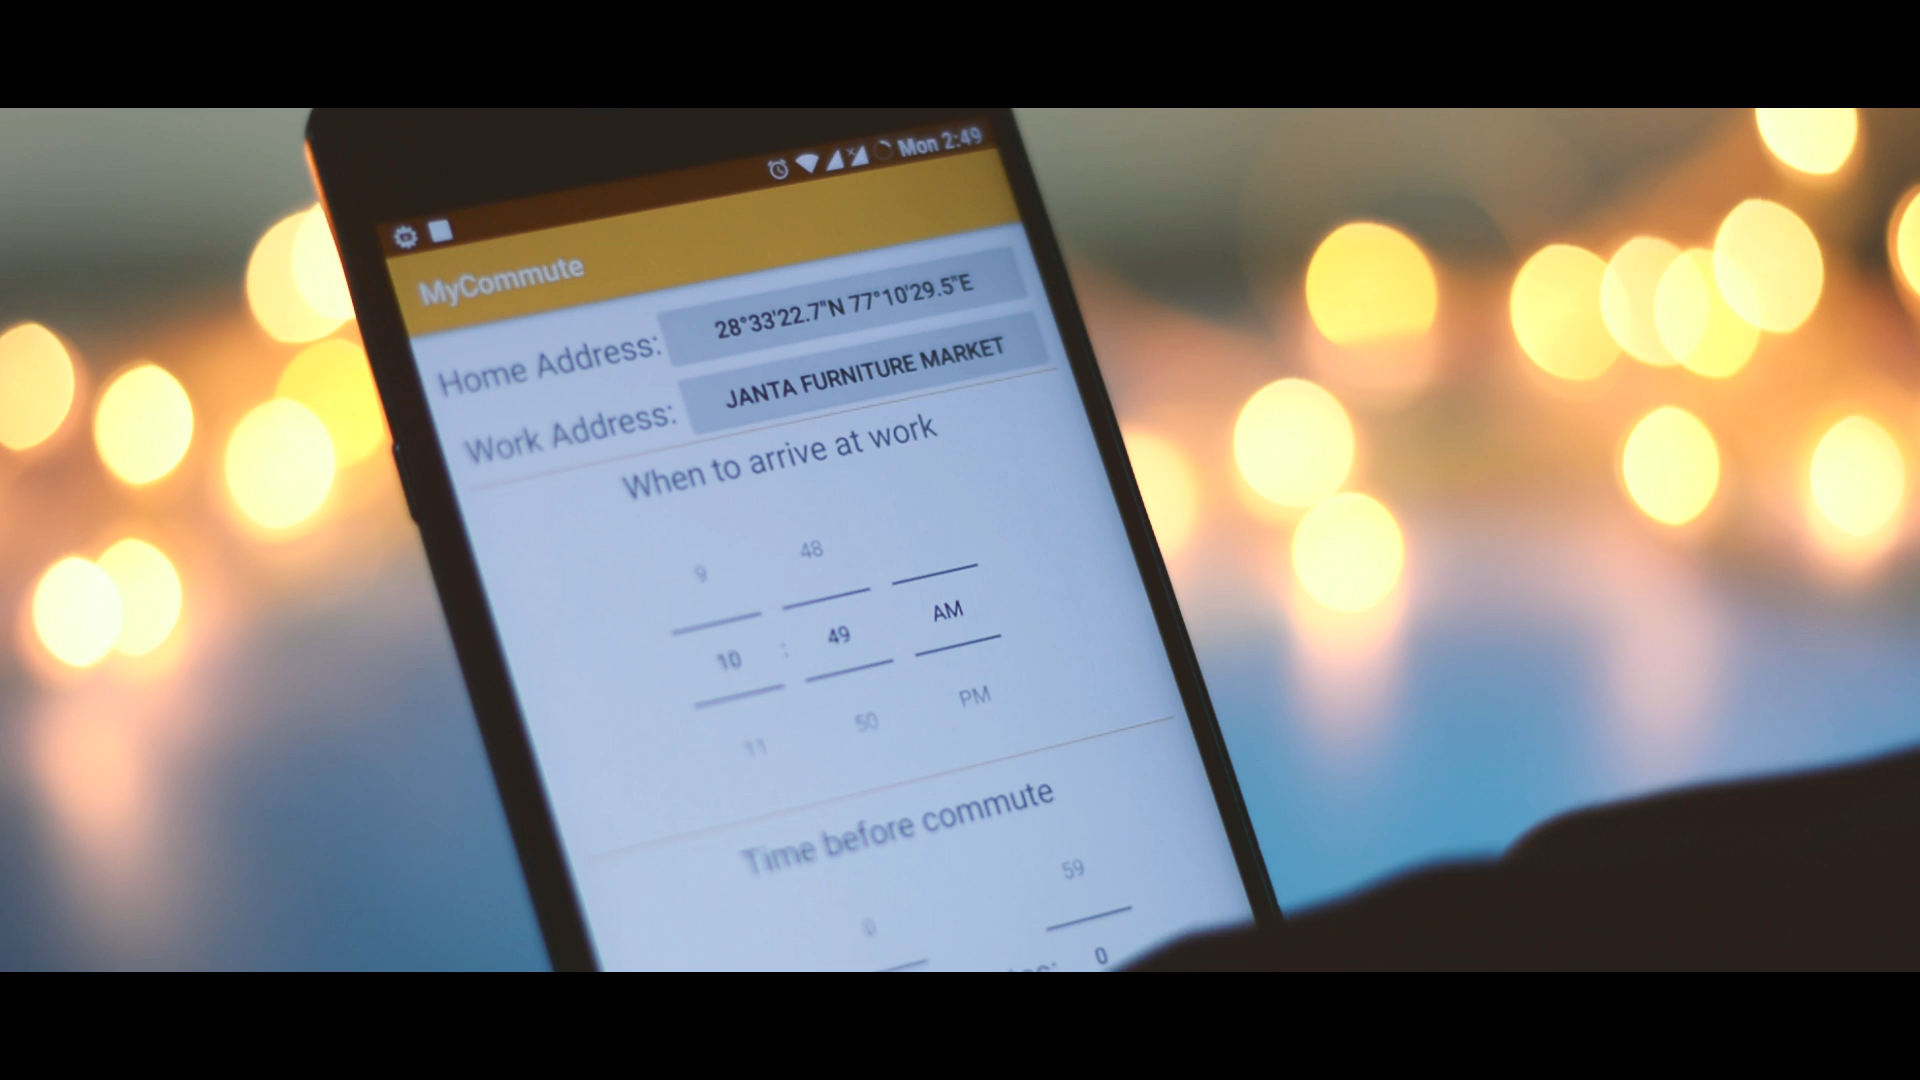 Mon 2:49
MyCommute
Home Address: 28°33'22.7"N 77°10'29.5"E
Work Address: JANTA FURNITURE MARKET
When to arrive at work
9 48
10 : 49 AM
11 50 PM
Time before commute
0 59
0